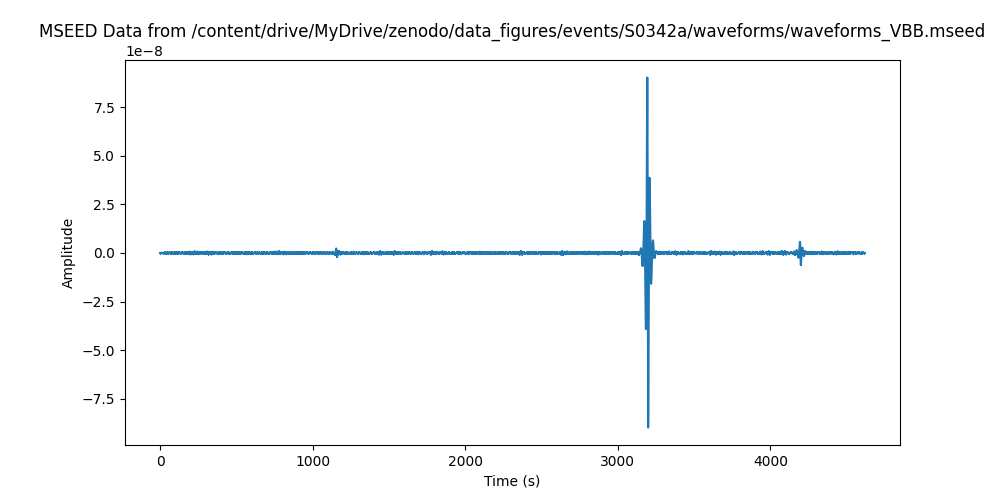 MSEED Data from /content/drive/MyDrive/zenodo/data_figures/events/S0342a/waveforms/waveforms_VBB.mseed
1e−8
7.5
5.0
2.5
0.0
−2.5
−5.0
−7.5
Amplitude
0 1000 2000 3000 4000
Time (s)